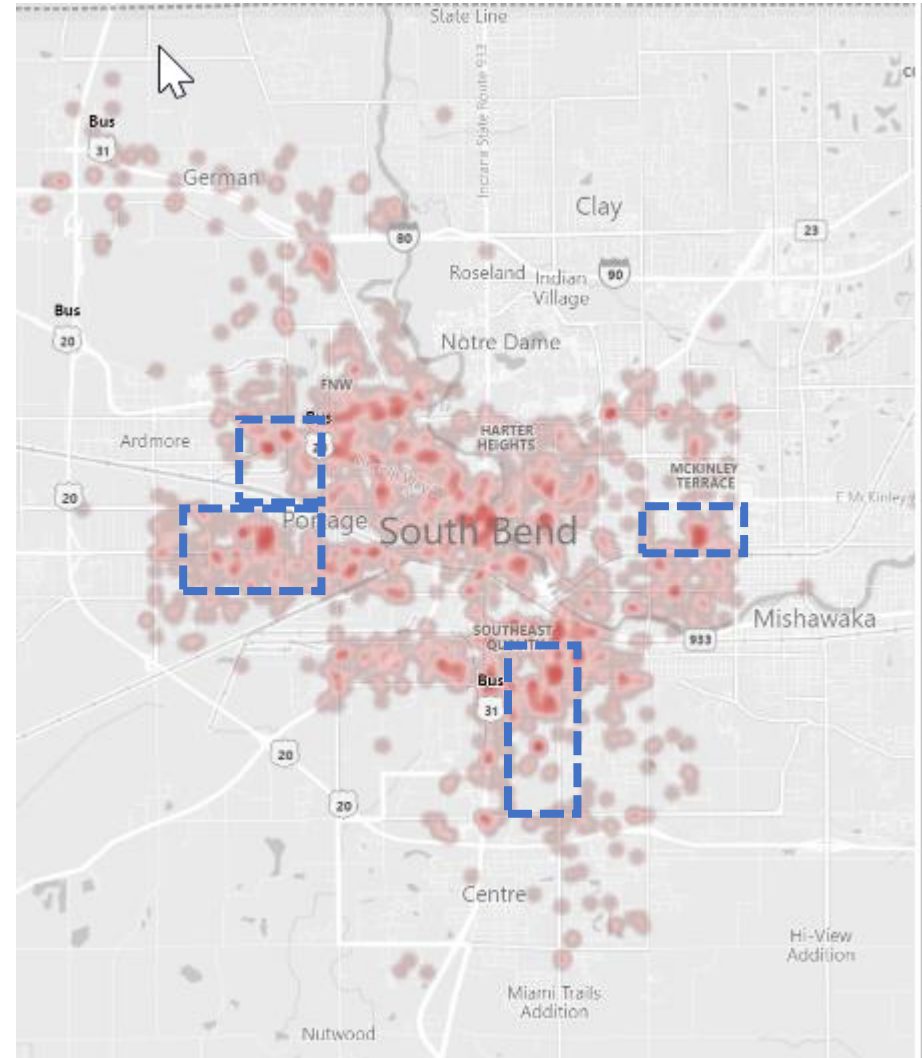 State Line
Indiana State Route 933
Bus
31
German
Clay
80
23
Roseland
Indian
Village
90
Bus
20
Notre Dame
FNW
Bus
Ardmore
HARTER
HEIGHTS
MCKINLEY
TERRACE
20
E McKinley
Portage
South Bend
Mishawaka
SOUTHEAST
933
Bus
31
20
20
Centre
Hi-View
Addition
Miami Trails
Addition
Nutwood